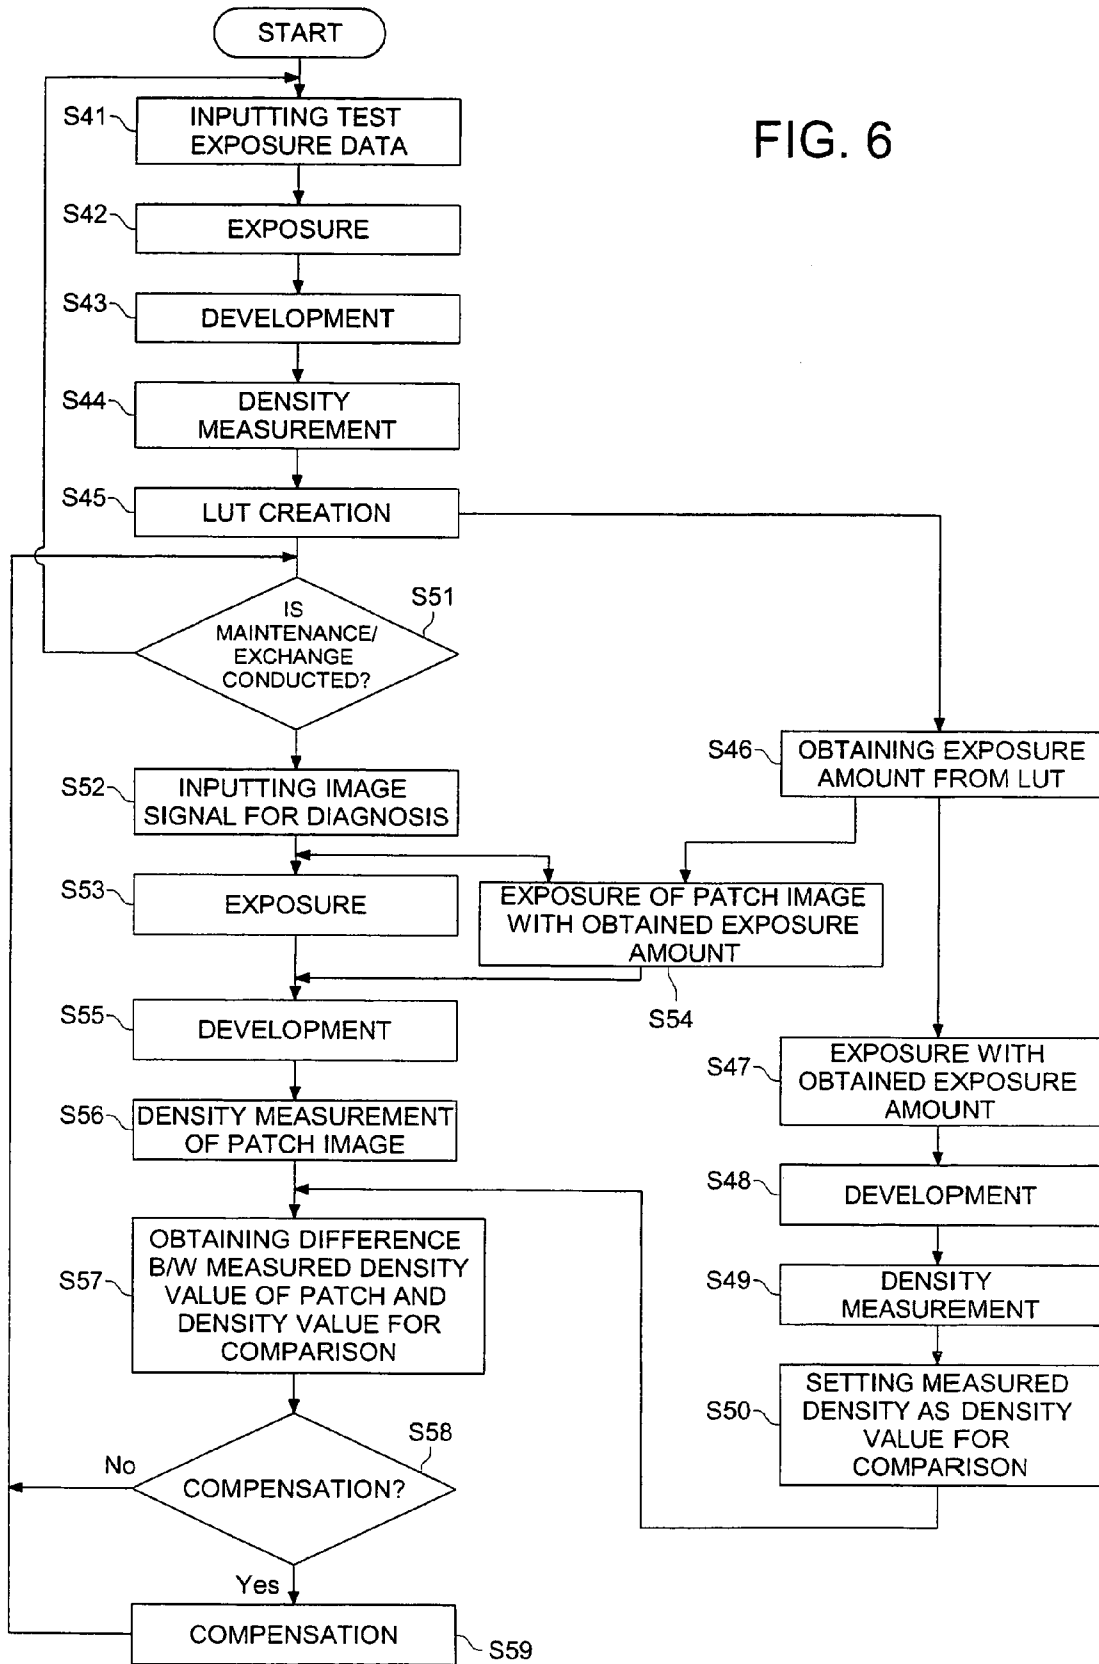 START
FIG. 6
S41
INPUTTING TEST
EXPOSURE DATA
S42
EXPOSURE
S43
DEVELOPMENT
S44
DENSITY
MEASUREMENT
S45
LUT CREATION
S51
IS
MAINTENANCE/
EXCHANGE
CONDUCTED?
S46
OBTAINING EXPOSURE
AMOUNT FROM LUT
S52
INPUTTING IMAGE
SIGNAL FOR DIAGNOSIS
S53
EXPOSURE
EXPOSURE OF PATCH IMAGE
WITH OBTAINED EXPOSURE
AMOUNT
S54
S55
DEVELOPMENT
S47
EXPOSURE WITH
OBTAINED EXPOSURE
AMOUNT
S56
DENSITY MEASUREMENT
OF PATCH IMAGE
S48
DEVELOPMENT
S57
OBTAINING DIFFERENCE
B/W MEASURED DENSITY
VALUE OF PATCH AND
DENSITY VALUE FOR
COMPARISON
S49
DENSITY
MEASUREMENT
S50
SETTING MEASURED
DENSITY AS DENSITY
VALUE FOR
COMPARISON
S58
No
COMPENSATION?
Yes
COMPENSATION
S59